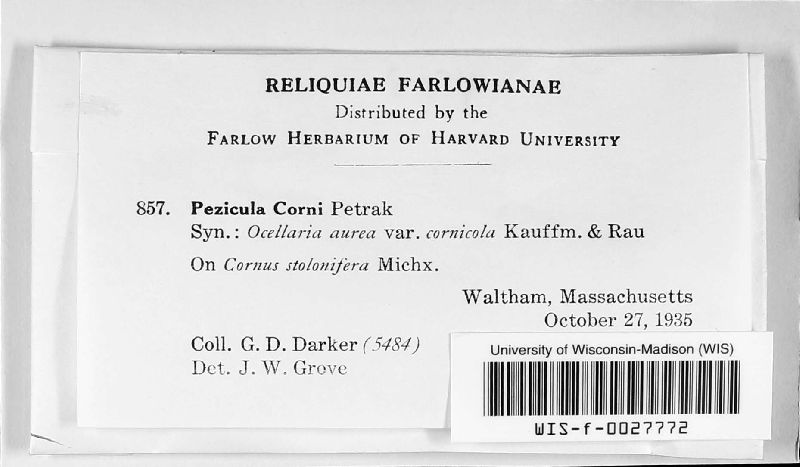 RELIQUIAE FARLOWIANAE
Distributed by the
FARLOW HERBARIUM OF HARVARD UNIVERSITY
857. Pezicula Corni Petrak
Syn.: Ocellaria aurea var. cornicola Kauffm. & Rau
On Cornus stolonifera Michx.
Waltham, Massachusetts
October 27, 1935
Coll. G. D. Darker (5484)
Det. J. W. Grove
University of Wisconsin-Madison (WIS)
WIS-f-0027772